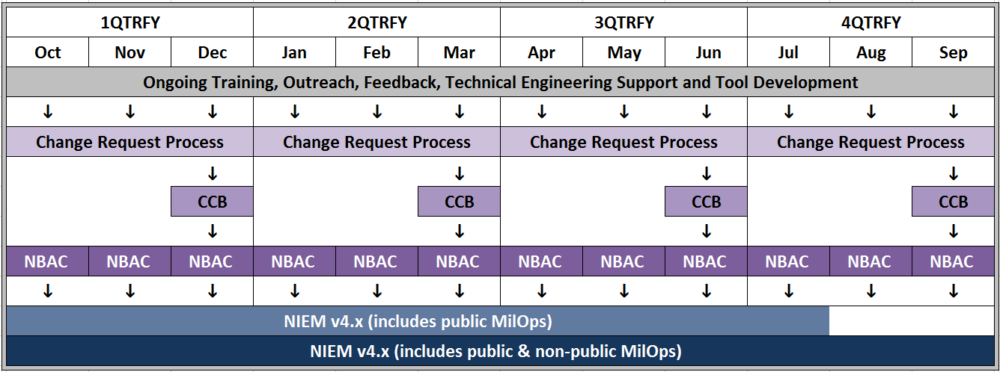 1QTRFY 2QTRFY 3QTRFY 4QTRFY
Oct Nov Dec Jan Feb Mar Apr May Jun Jul Aug Sep
Ongoing Training, Outreach, Feedback, Technical Engineering Support and Tool Development
↓ ↓ ↓ ↓ ↓ ↓ ↓ ↓ ↓ ↓ ↓ ↓
Change Request Process Change Request Process Change Request Process Change Request Process
↓ ↓ ↓ ↓
CCB CCB CCB CCB
↓ ↓ ↓ ↓
NBAC NBAC NBAC NBAC NBAC NBAC NBAC NBAC NBAC NBAC NBAC NBAC
↓ ↓ ↓ ↓ ↓ ↓ ↓ ↓ ↓ ↓ ↓ ↓
NIEM v4.x (includes public MilOps)
NIEM v4.x (includes public & non-public MilOps)